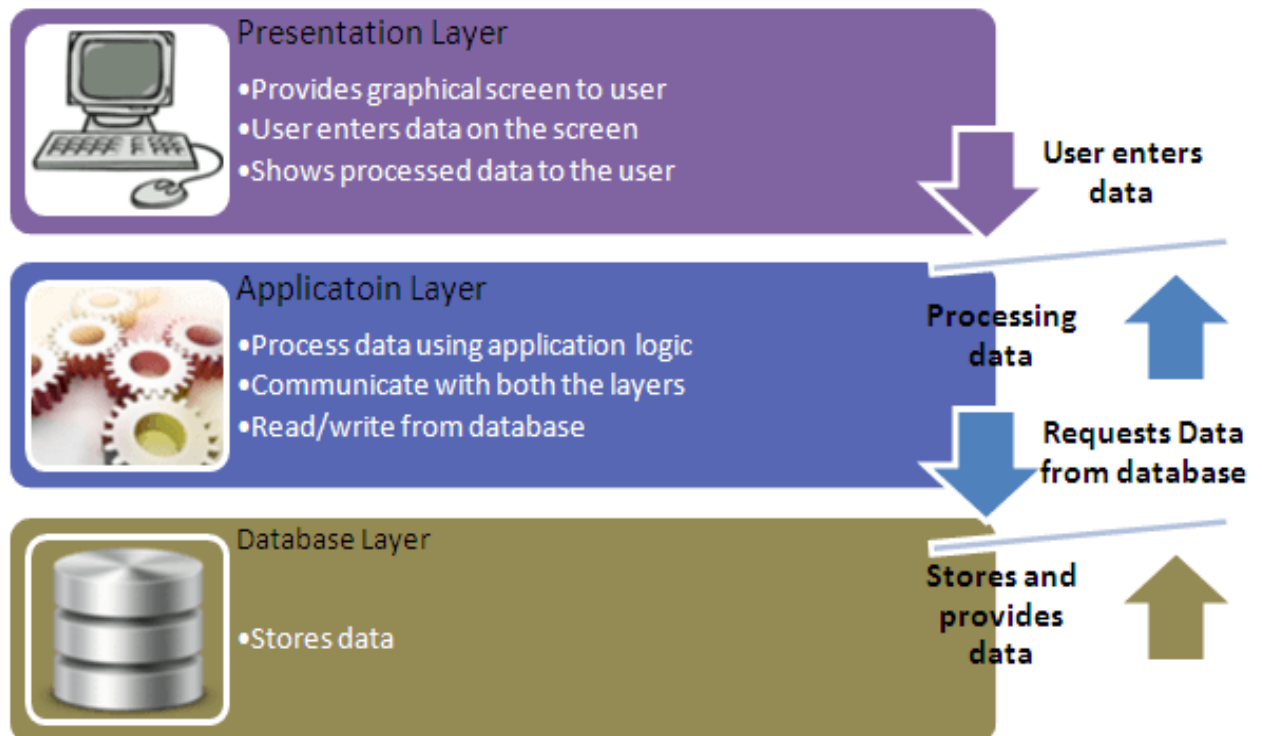 Presentation Layer
•Provides graphical screen to user
•User enters data on the screen
•Shows processed data to the user
User enters
data
Applicatoin Layer
•Process data using application logic
•Communicate with both the layers
•Read/write from database
Processing
data
Requests Data
from database
Database Layer
•Stores data
Stores and
provides
data